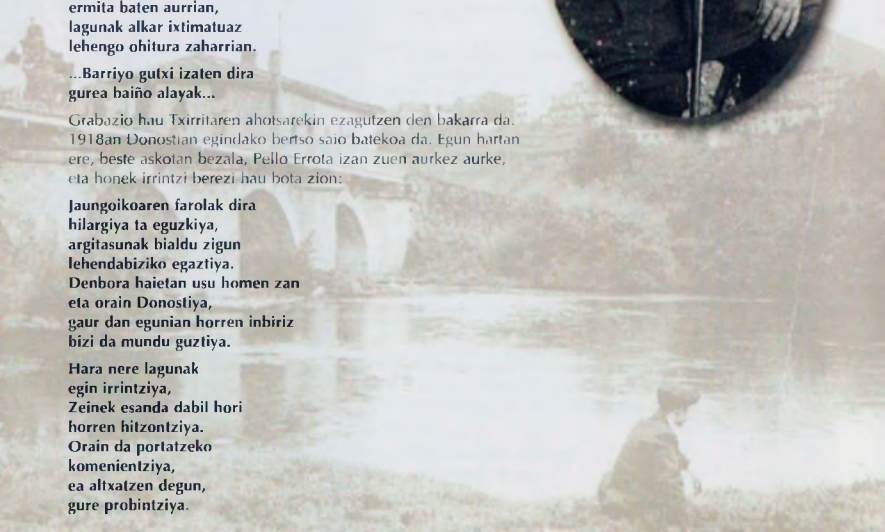 ermita baten aurrian,
lagunak alkar ixtimatuaz
lehengo ohitura zaharrian.
...Barriyo gutxi izaten dira
gurea baiño alayak...
Grabazio hau Txirritaren ahotsarekin ezagutzen den bakarra da.
1918an Donostian egindako bertso saio batekoa da. Egun hartan
ere, beste askotan bezala, Pello Errota izan zuen aurkez aurke,
eta honek irrintzi berezi hau bota zion:
Jaungoikoaren farolak dira
hilargiya ta eguzkiya,
argitasunak bialdu zigun
lehendabiziko egaztiya.
Denbora haietan usu homen zan
eta orain Donostiya,
gaur dan egunian horren inbiriz
bizi da mundu guztiya.
Hara nere lagunak
egin irrintziya,
Zeinek esanda dabil hori
horren hitzontziya.
Orain da portatzeko
komenientziya,
ea altxatzen degun,
gure probintziya.